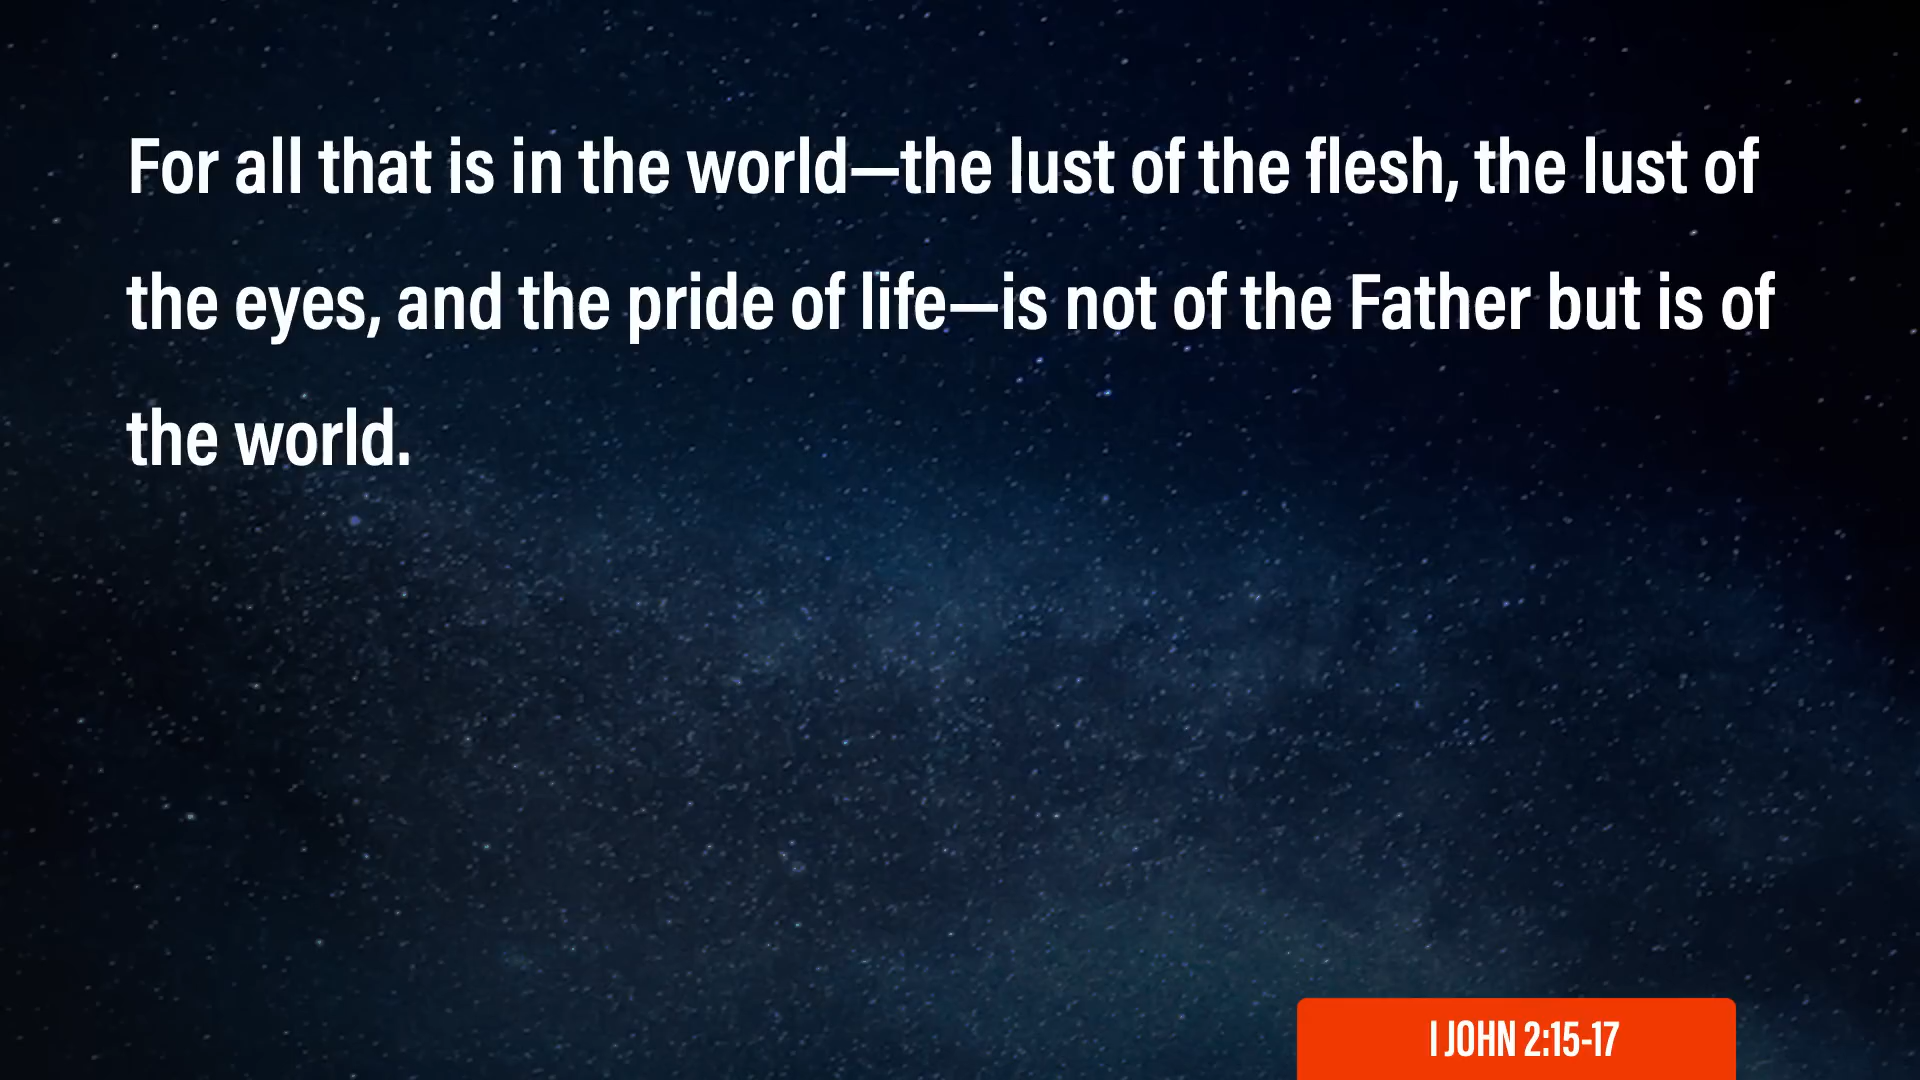 For all that is in the world—the lust of the flesh, the lust of
the eyes, and the pride of life—is not of the Father but is of
the world.
I JOHN 2:15-17